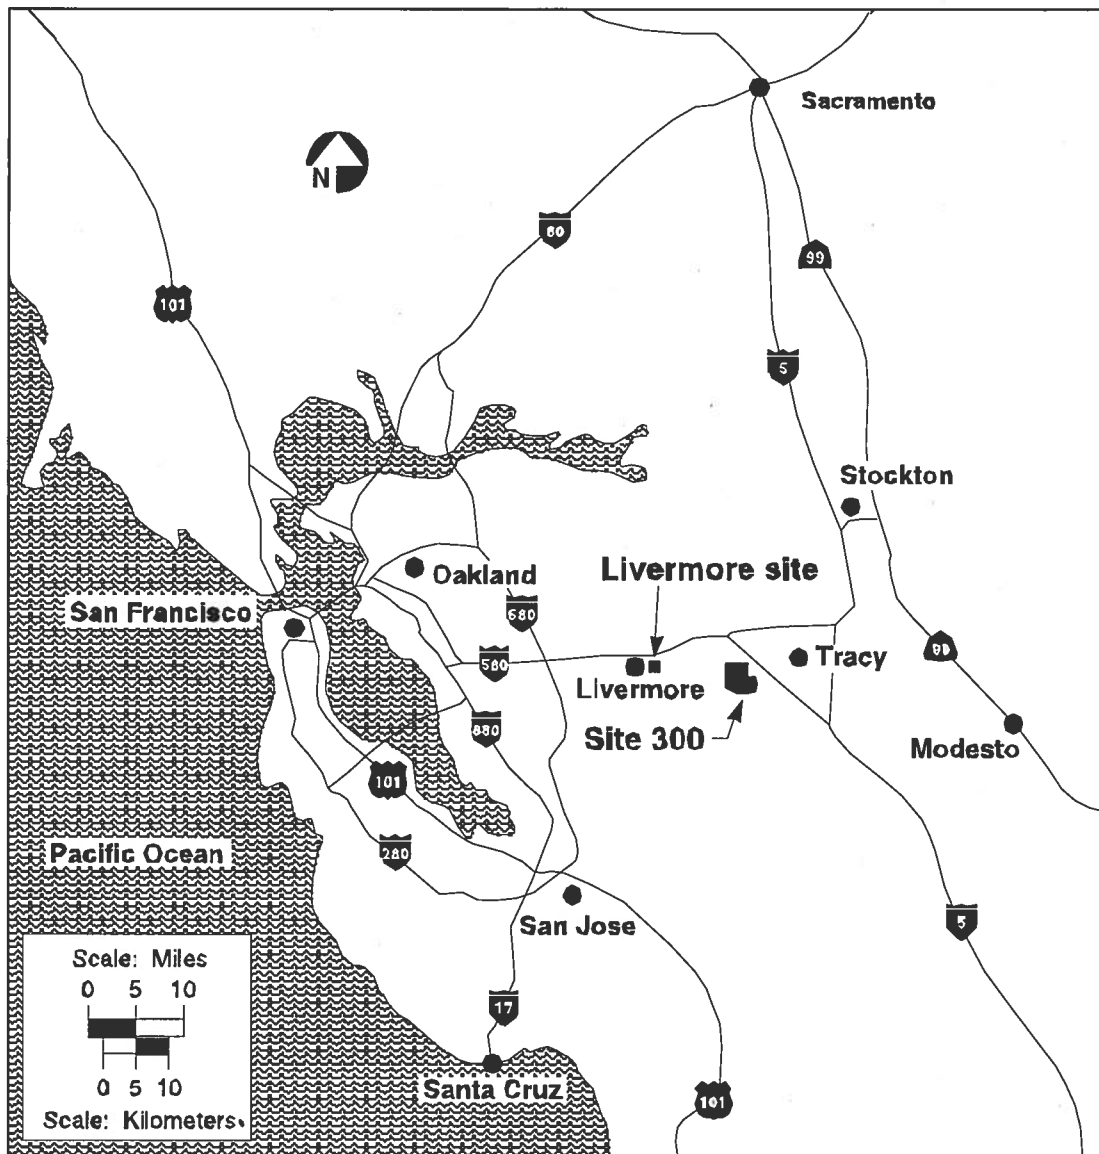 Sacramento
N
80
99
101
5
Stockton
Oakland
Livermore site
San Francisco
680
580
Tracy
99
Livermore
Site 300
880
Modesto
101
Pacific Ocean
280
San Jose
5
Scale: Miles
0 5 10
17
0 5 10
Santa Cruz
101
Scale: Kilometers